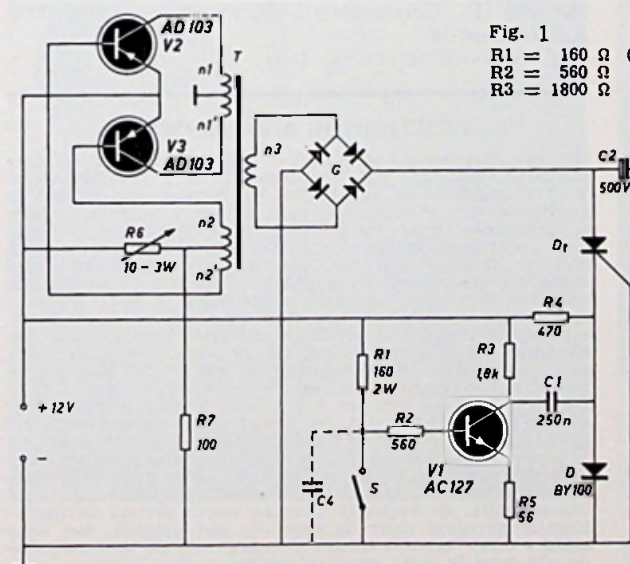 AD103
V2
V3
AD103
T
n1
n1'
n3
G
n2
n2'
R6
10 - 3W
Fig. 1
R1 = 160 Ω (
R2 = 560 Ω
R3 = 1800 Ω
C2
500V
D1
R4
470
R1
160
2W
R3
1,8k
C1
250n
+ 12V
-
R7
100
R2
560
V1
AC127
C4
S
R5
56
D
BY100